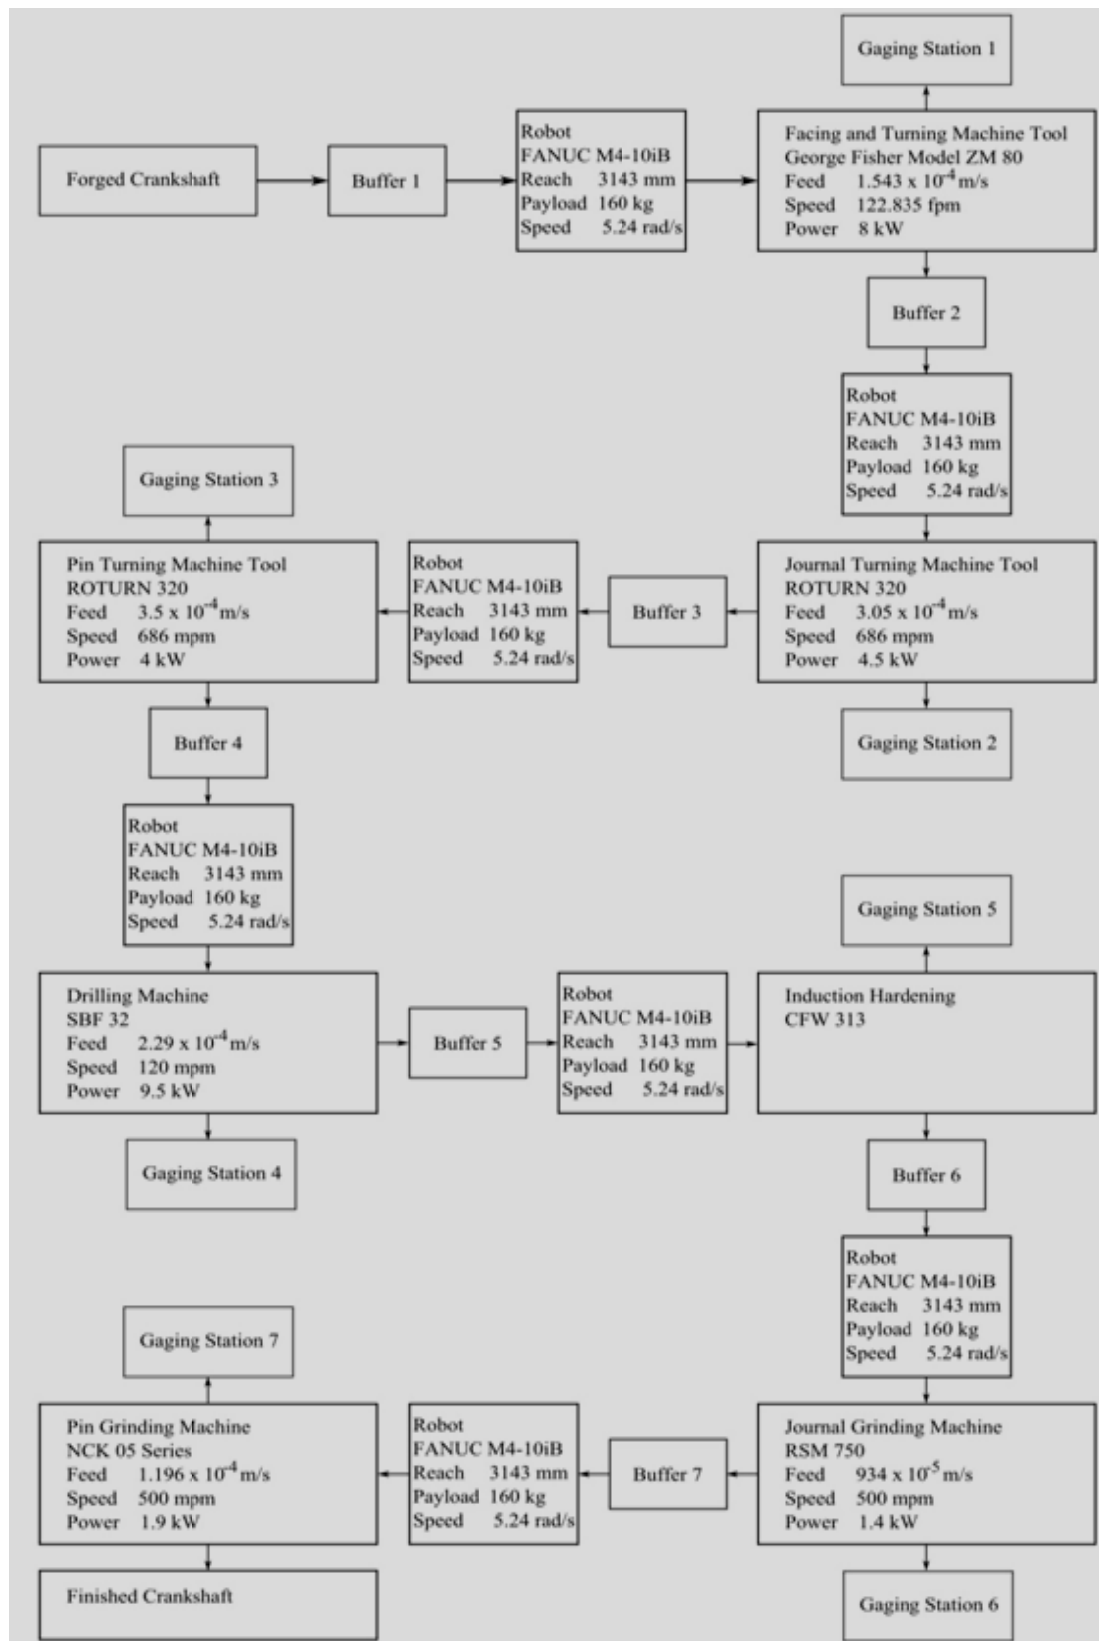 Gaging Station 1
Forged Crankshaft
Buffer 1
Robot
FANUC M4-10iB
Reach 3143 mm
Payload 160 kg
Speed 5.24 rad/s
Facing and Turning Machine Tool
George Fisher Model ZM 80
Feed 1.543 x 10⁻⁴ m/s
Speed 122.835 fpm
Power 8 kW
Buffer 2
Robot
FANUC M4-10iB
Reach 3143 mm
Payload 160 kg
Speed 5.24 rad/s
Journal Turning Machine Tool
ROTURN 320
Feed 3.05 x 10⁻⁴ m/s
Speed 686 mpm
Power 4.5 kW
Gaging Station 2
Buffer 3
Robot
FANUC M4-10iB
Reach 3143 mm
Payload 160 kg
Speed 5.24 rad/s
Gaging Station 3
Pin Turning Machine Tool
ROTURN 320
Feed 3.5 x 10⁻⁴ m/s
Speed 686 mpm
Power 4 kW
Buffer 4
Robot
FANUC M4-10iB
Reach 3143 mm
Payload 160 kg
Speed 5.24 rad/s
Drilling Machine
SBF 32
Feed 2.29 x 10⁻⁴ m/s
Speed 120 mpm
Power 9.5 kW
Gaging Station 4
Buffer 5
Robot
FANUC M4-10iB
Reach 3143 mm
Payload 160 kg
Speed 5.24 rad/s
Gaging Station 5
Induction Hardening
CFW 313
Buffer 6
Robot
FANUC M4-10iB
Reach 3143 mm
Payload 160 kg
Speed 5.24 rad/s
Journal Grinding Machine
RSM 750
Feed 934 x 10⁻⁵ m/s
Speed 500 mpm
Power 1.4 kW
Gaging Station 6
Buffer 7
Robot
FANUC M4-10iB
Reach 3143 mm
Payload 160 kg
Speed 5.24 rad/s
Gaging Station 7
Pin Grinding Machine
NCK 05 Series
Feed 1.196 x 10⁻⁴ m/s
Speed 500 mpm
Power 1.9 kW
Finished Crankshaft